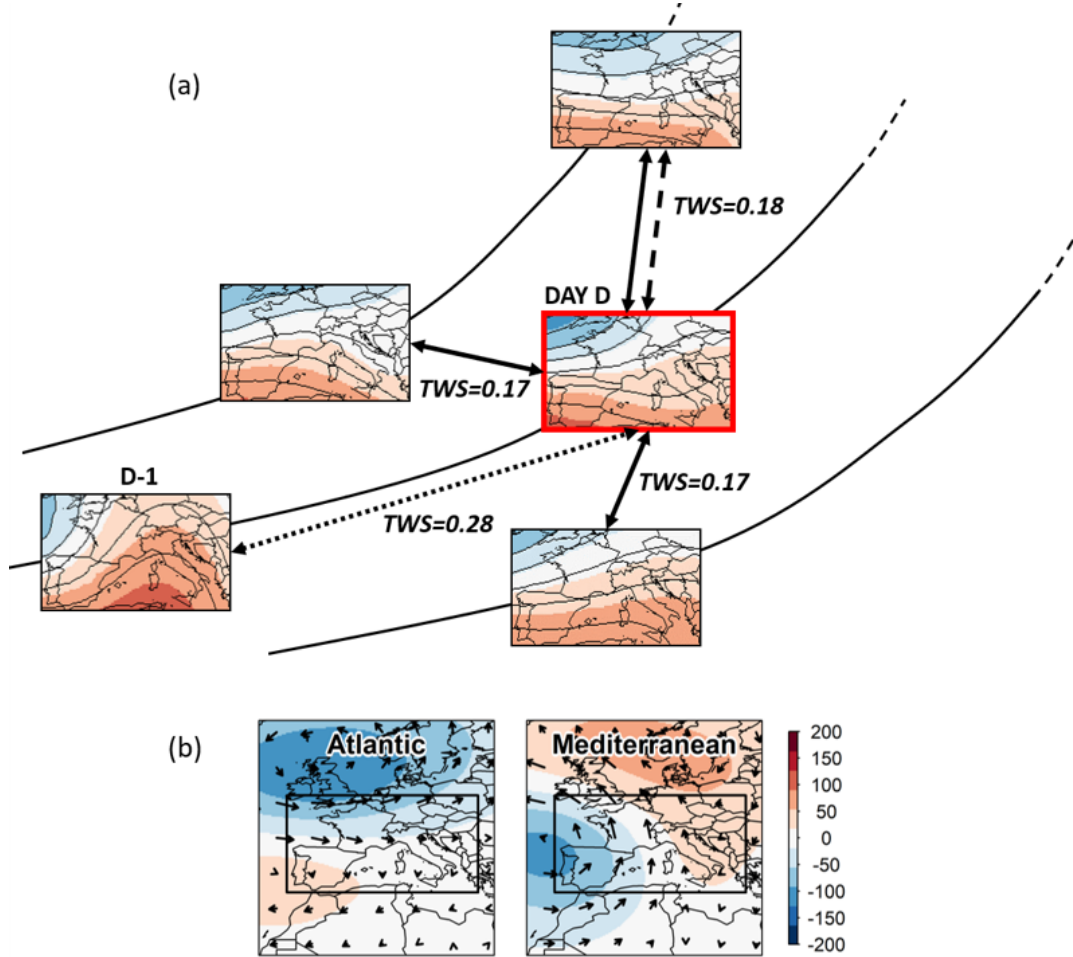 (a)
TWS=0.18
DAY D
TWS=0.17
D-1
TWS=0.17
TWS=0.28
(b)
Atlantic
Mediterranean
200
150
100
50
0
-50
-100
-150
-200